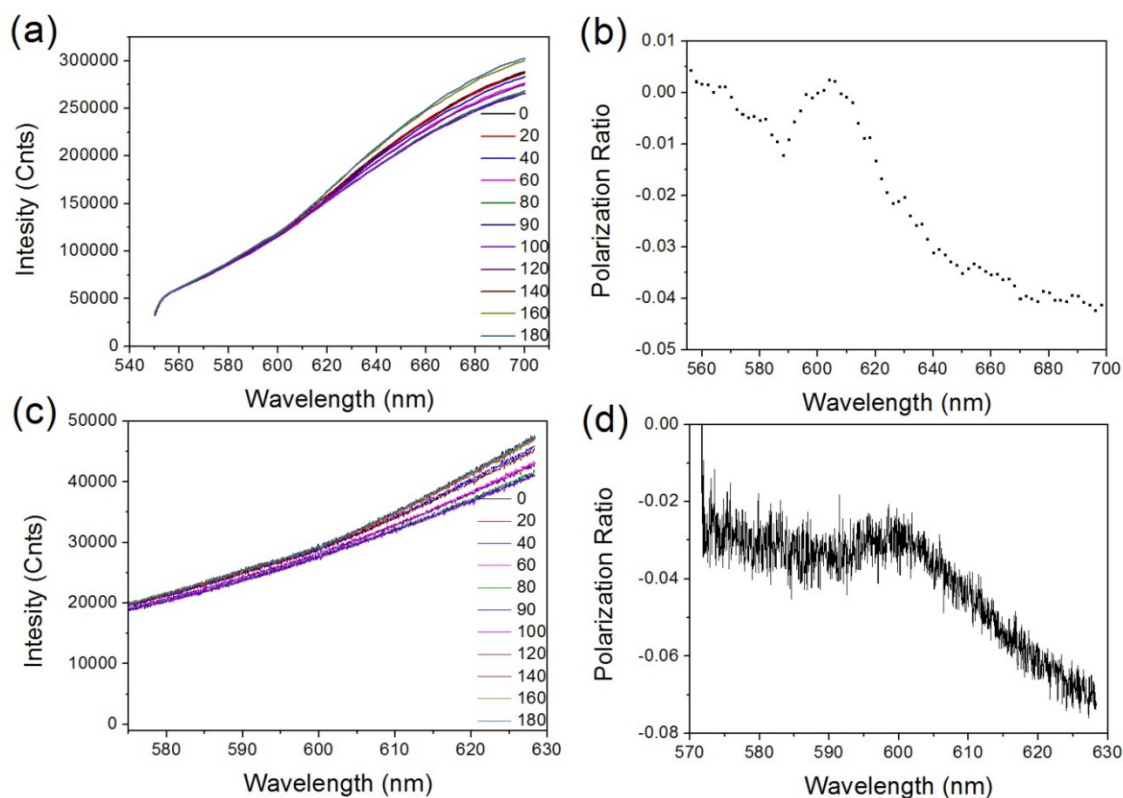 (a)
Intesity (Cnts)
300000
250000
200000
150000
100000
50000
0
540 560 580 600 620 640 660 680 700
Wavelength (nm)
0
20
40
60
80
90
100
120
140
160
180
(b)
Polarization Ratio
0.01
0.00
-0.01
-0.02
-0.03
-0.04
-0.05
560 580 600 620 640 660 680 700
Wavelength (nm)
(c)
Intesity (Cnts)
50000
40000
30000
20000
10000
0
580 590 600 610 620 630
Wavelength (nm)
0
20
40
60
80
90
100
120
140
160
180
(d)
Polarization Ratio
0.00
-0.02
-0.04
-0.06
-0.08
570 580 590 600 610 620 630
Wavelength (nm)